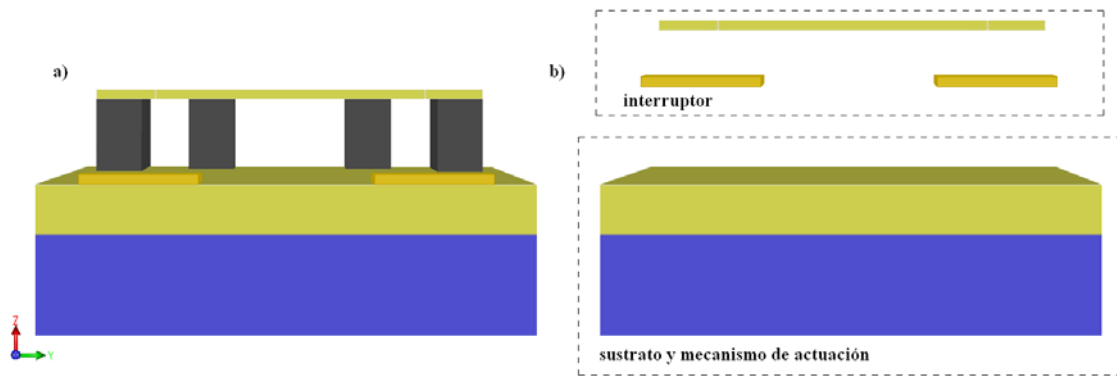 a)
b)
interruptor
Z
Y
sustrato y mecanismo de actuación